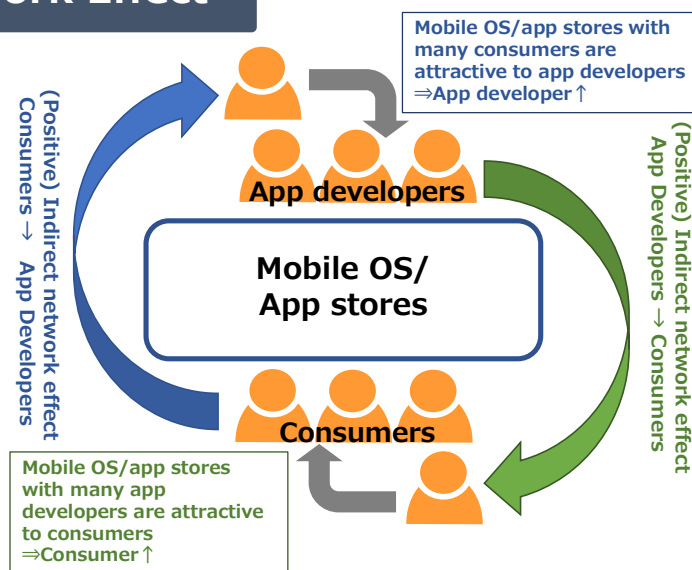 Effect
Mobile OS/app stores with
many consumers are
attractive to app developers
⇒App developer↑
(Positive) Indirect network effect
Consumers → App Developers
App developers
(Positive) Indirect network effect
App Developers → Consumers
Mobile OS/
App stores
Consumers
Mobile OS/app stores
with many app
developers are attractive
to consumers
⇒Consumer↑